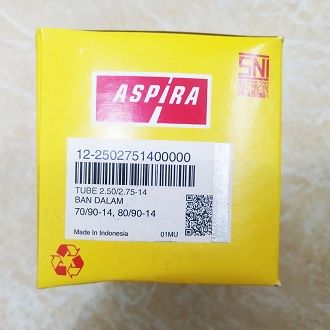 ASPIRA
SNI
12-2502751400000
TUBE 2.50/2.75-14
BAN DALAM
70/90-14, 80/90-14
Made In Indonesia 01MU